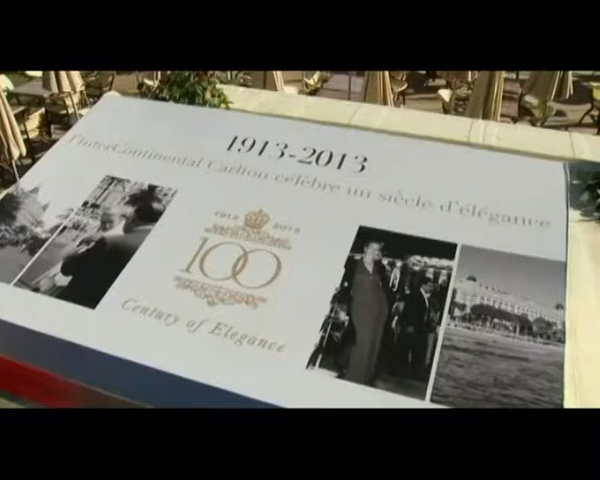 1913-2013
l'InterContinental Carlton célèbre un siècle d'élégance
1913 2013
100
Century of Elegance